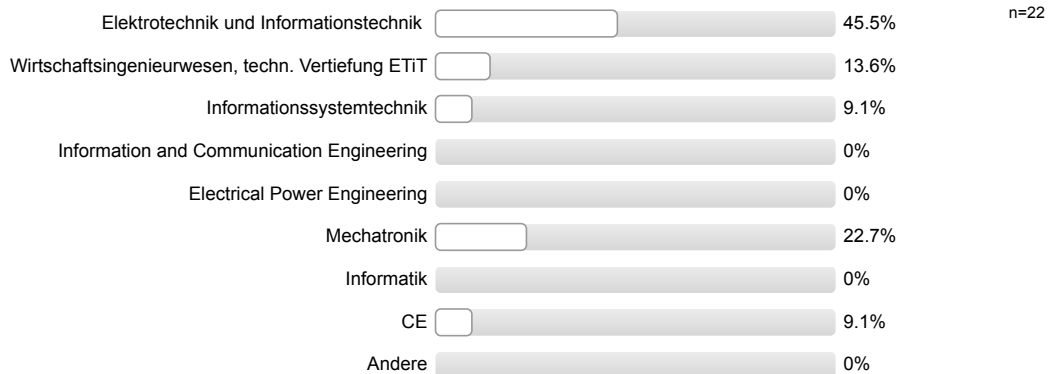 Elektrotechnik und Informationstechnik 45.5% n=22
Wirtschaftsingenieurwesen, techn. Vertiefung ETiT 13.6%
Informationssystemtechnik 9.1%
Information and Communication Engineering 0%
Electrical Power Engineering 0%
Mechatronik 22.7%
Informatik 0%
CE 9.1%
Andere 0%